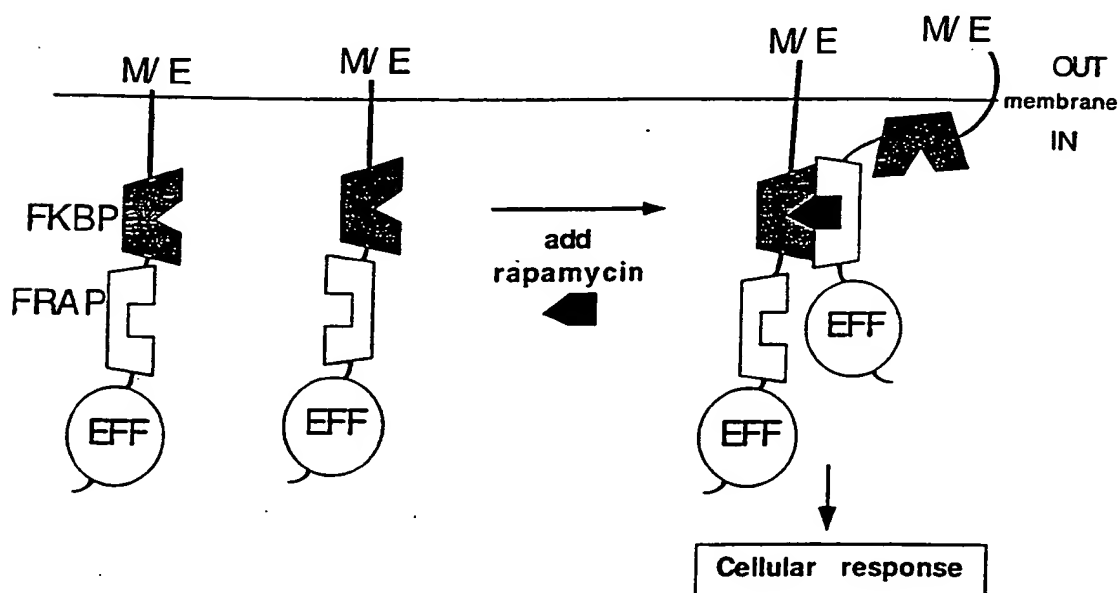 M/E
M/E
M/E
M/E
OUT
membrane
IN
FKBP
FRAP
EFF
EFF
add
rapamycin
EFF
EFF
Cellular response